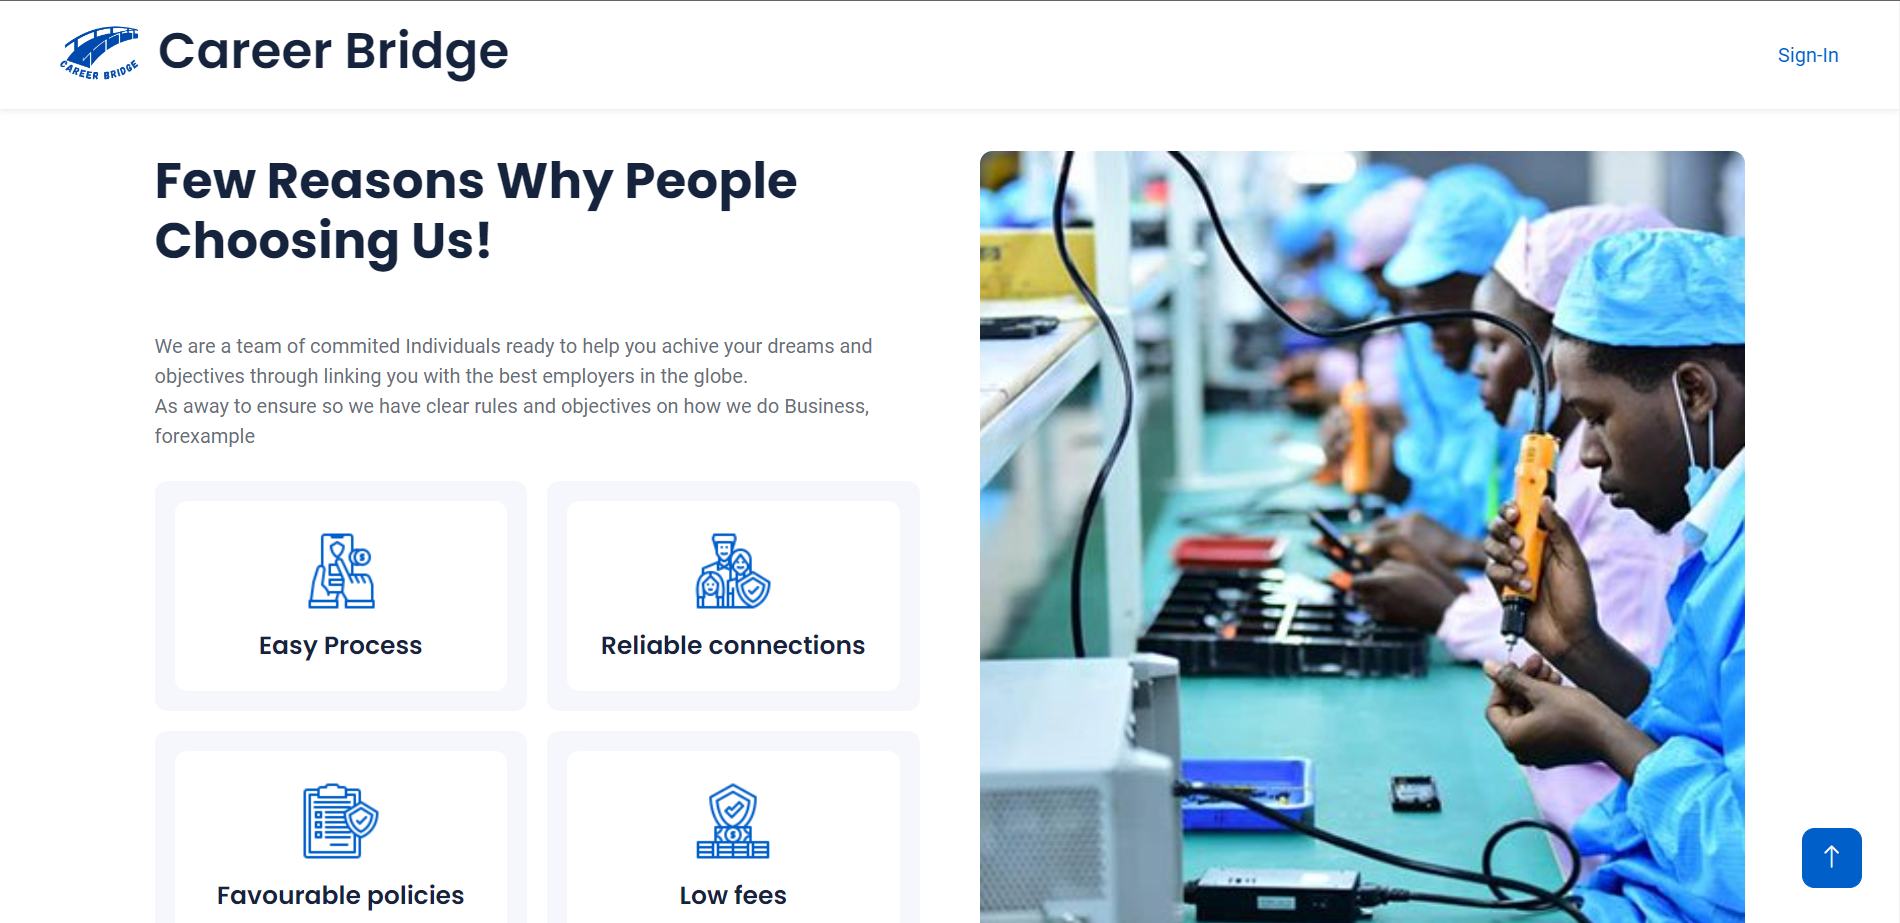 CAREER BRIDGE
Career Bridge
Sign-In
Few Reasons Why People
Choosing Us!
We are a team of commited Individuals ready to help you achive your dreams and
objectives through linking you with the best employers in the globe.
As away to ensure so we have clear rules and objectives on how we do Business,
forexample
Easy Process
Reliable connections
Favourable policies
Low fees